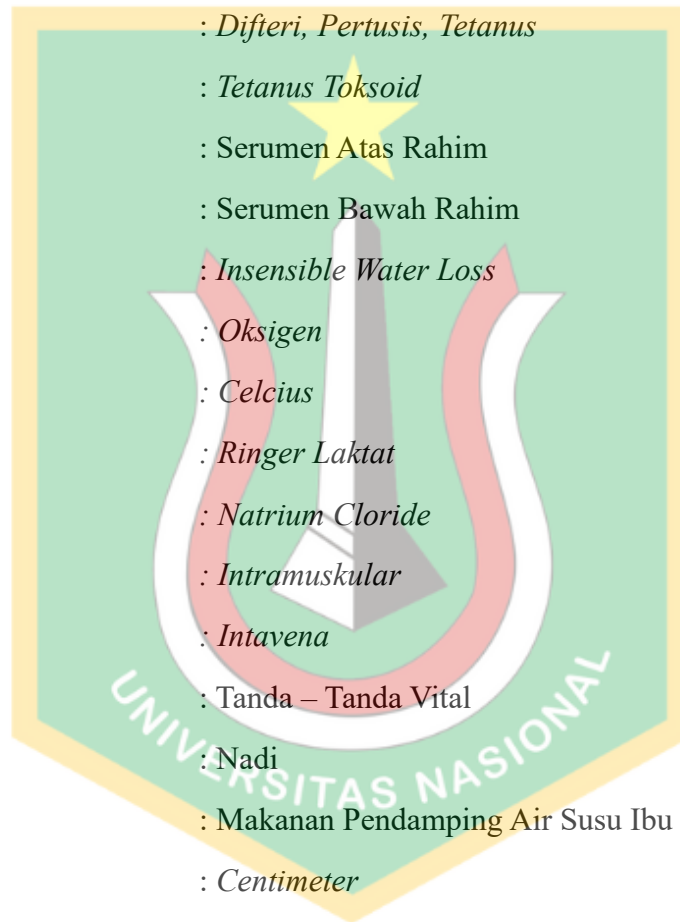 : Difteri, Pertusis, Tetanus
: Tetanus Toksoid
: Serumen Atas Rahim
: Serumen Bawah Rahim
: Insensible Water Loss
: Oksigen
: Celcius
: Ringer Laktat
: Natrium Cloride
: Intramuskular
: Intavena
: Tanda – Tanda Vital
: Nadi
: Makanan Pendamping Air Susu Ibu
: Centimeter
UNIVERSITAS NASIONAL